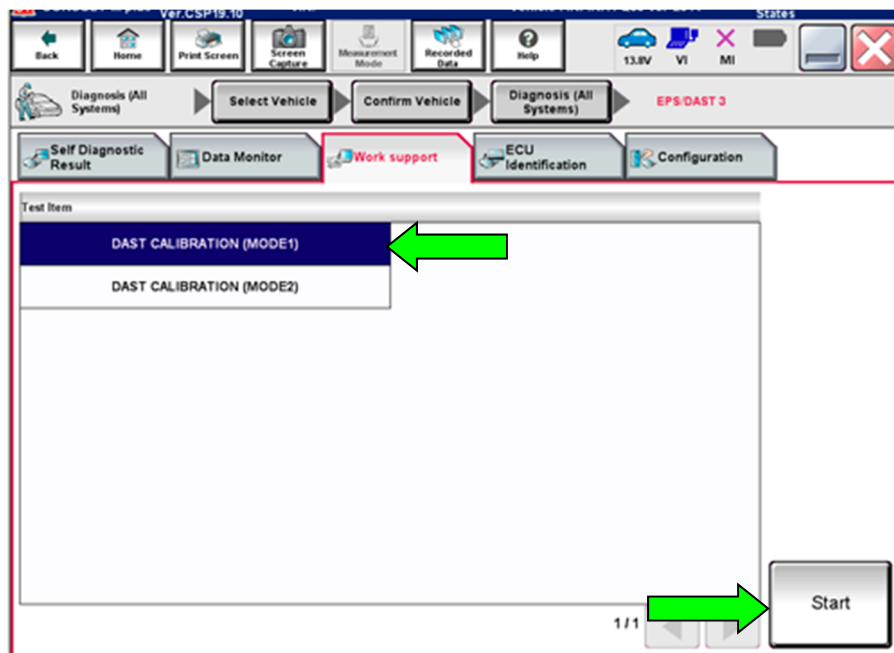 Ver.CSP19.10
States
Back
Home
Print Screen
Screen
Capture
Measurement
Mode
Recorded
Data
Help
13.8V
VI
MI
Diagnosis (All
Systems)
Select Vehicle
Confirm Vehicle
Diagnosis (All
Systems)
EPS/DAST 3
Self Diagnostic
Result
Data Monitor
Work support
ECU
Identification
Configuration
Test Item
DAST CALIBRATION (MODE1)
DAST CALIBRATION (MODE2)
1/1
Start